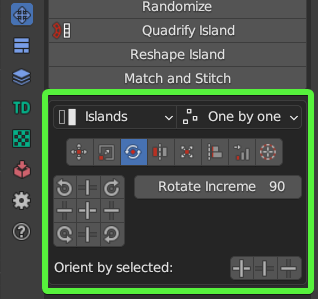 Randomize
Quadrify Island
Reshape Island
Match and Stitch
TD
Islands
One by one
Rotate Increme 90
Orient by selected: